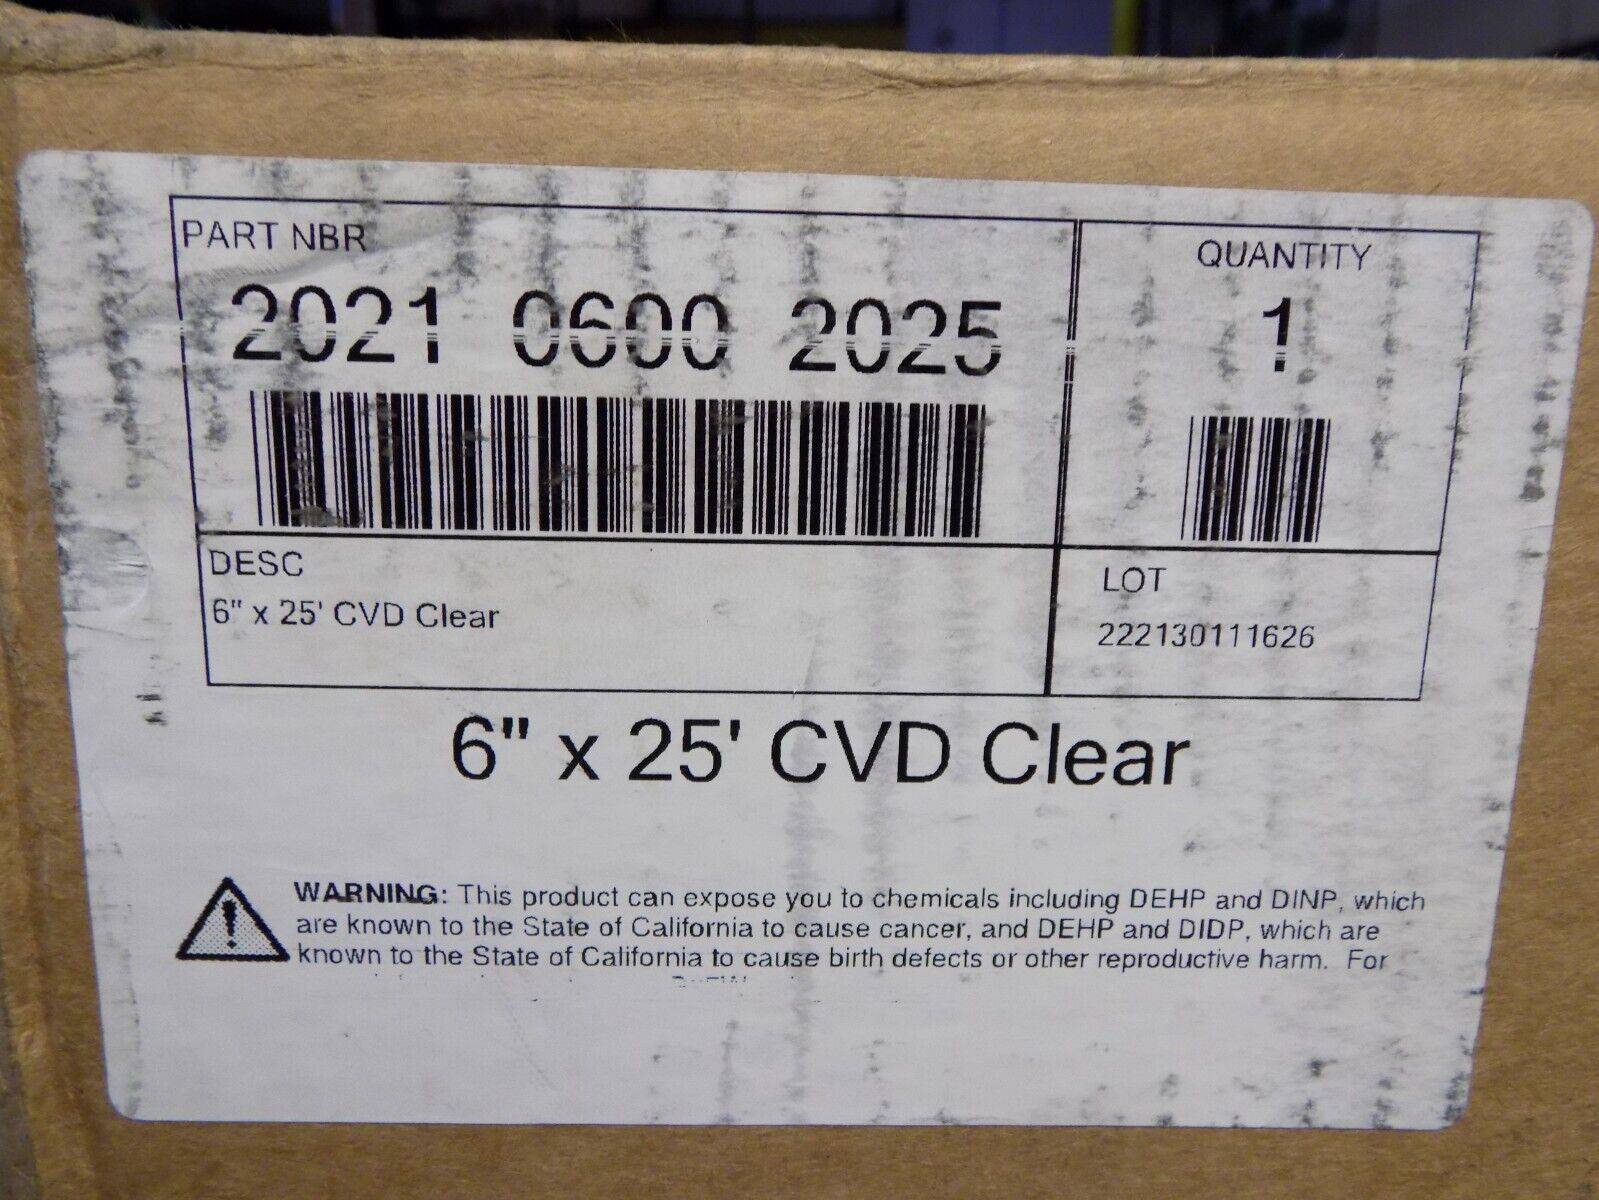 PART NBR
QUANTITY
2021 0600 2025
1
DESC
6" x 25' CVD Clear
LOT
222130111626
6" x 25' CVD Clear
WARNING: This product can expose you to chemicals including DEHP and DINP, which
are known to the State of California to cause cancer, and DEHP and DIDP, which are
known to the State of California to cause birth defects or other reproductive harm. For